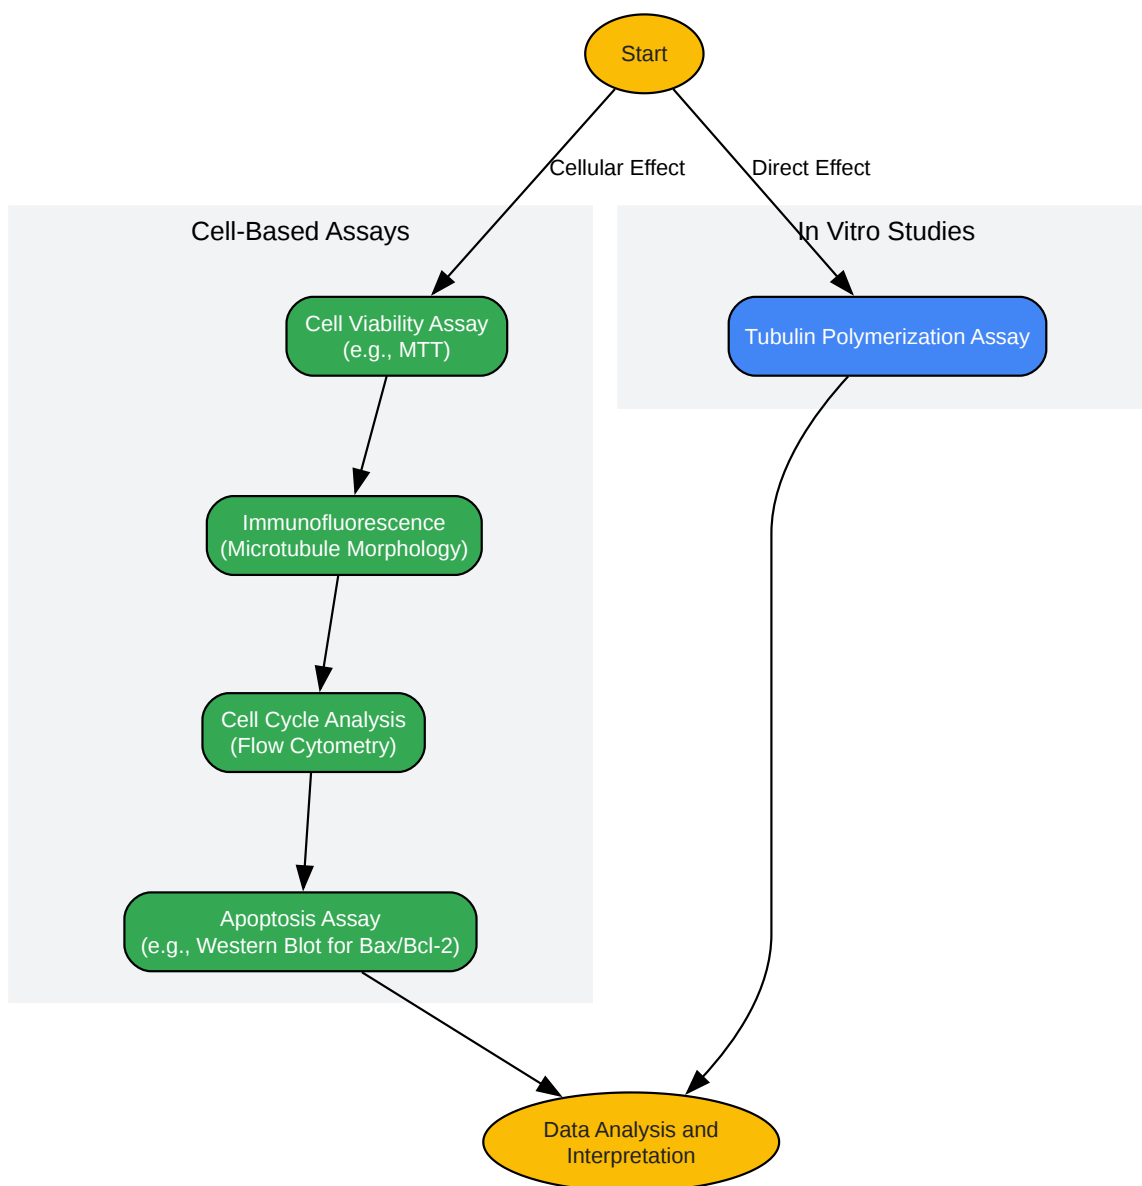 Start
Cellular Effect
Direct Effect
Cell-Based Assays
In Vitro Studies
Cell Viability Assay
(e.g., MTT)
Tubulin Polymerization Assay
Immunofluorescence
(Microtubule Morphology)
Cell Cycle Analysis
(Flow Cytometry)
Apoptosis Assay
(e.g., Western Blot for Bax/Bcl-2)
Data Analysis and
Interpretation